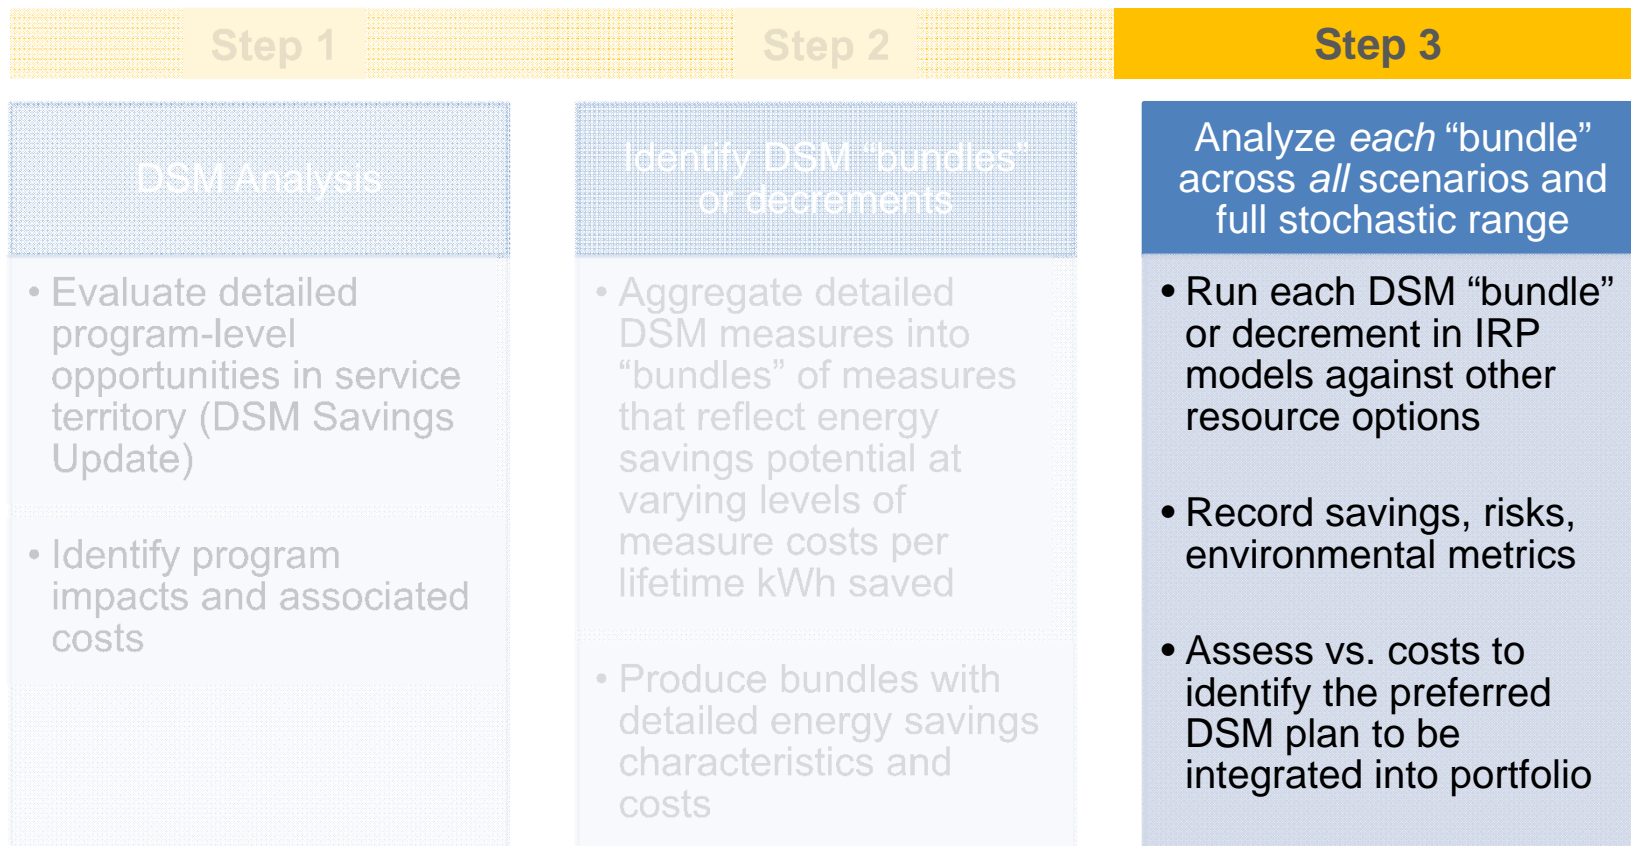 Step 1
Step 2
Step 3
DSM Analysis
• Evaluate detailed
program-level
opportunities in service
territory (DSM Savings
Update)
• Identify program
impacts and associated
costs
Identify DSM “bundles”
or decrements
• Aggregate detailed
DSM measures into
“bundles” of measures
that reflect energy
savings potential at
varying levels of
measure costs per
lifetime kWh saved
• Produce bundles with
detailed energy savings
characteristics and
costs
Analyze each “bundle”
across all scenarios and
full stochastic range
• Run each DSM “bundle”
or decrement in IRP
models against other
resource options
• Record savings, risks,
environmental metrics
• Assess vs. costs to
identify the preferred
DSM plan to be
integrated into portfolio